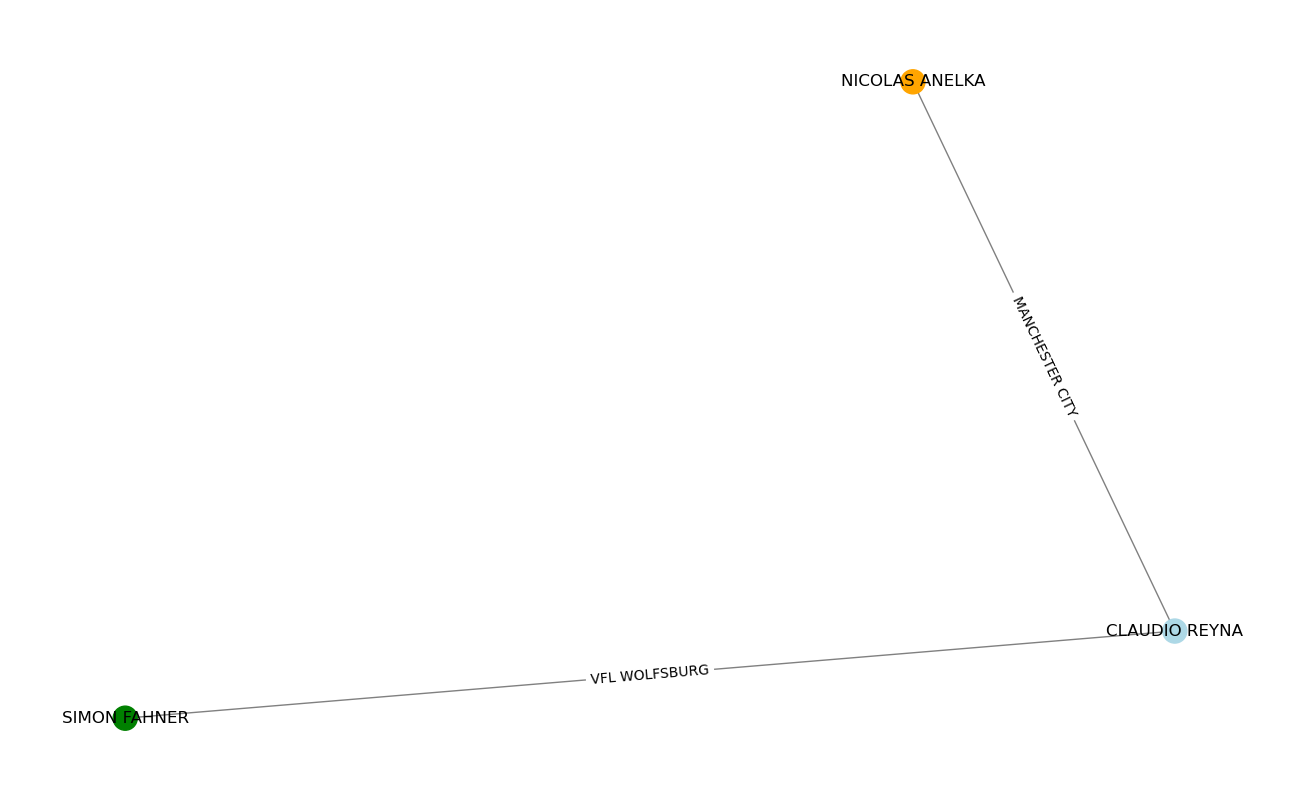 NICOLAS ANELKA
MANCHESTER CITY
CLAUDIO REYNA
VFL WOLFSBURG
SIMON FAHNER